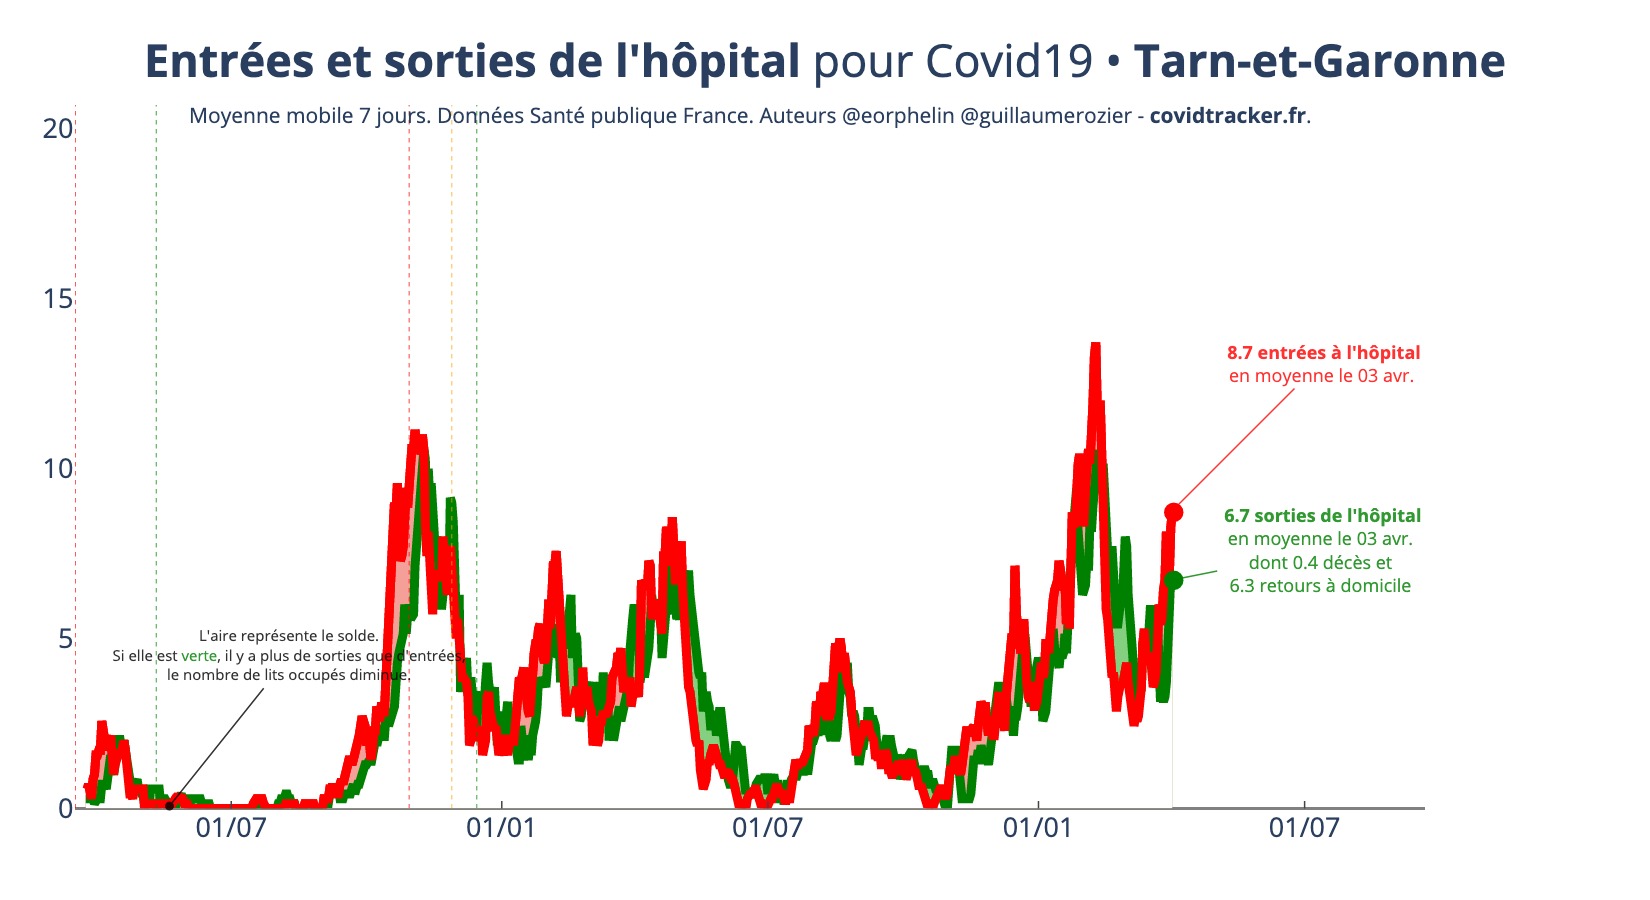 Entrées et sorties de l'hôpital pour Covid19 • Tarn-et-Garonne
Moyenne mobile 7 jours. Données Santé publique France. Auteurs @eorphelin @guillaumerozier - covidtracker.fr.
20
15
10
5
0
8.7 entrées à l'hôpital
en moyenne le 03 avr.
6.7 sorties de l'hôpital
en moyenne le 03 avr.
dont 0.4 décès et
6.3 retours à domicile
L'aire représente le solde.
Si elle est verte, il y a plus de sorties que d'entrées,
le nombre de lits occupés diminue.
01/07
01/01
01/07
01/01
01/07